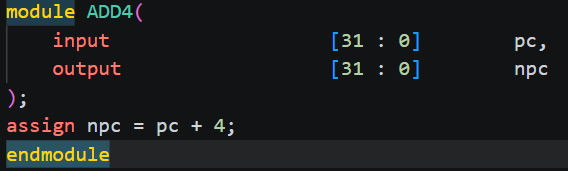 module ADD4(
    input                   [31 : 0]        pc,
    output                  [31 : 0]        npc
);
assign npc = pc + 4;
endmodule